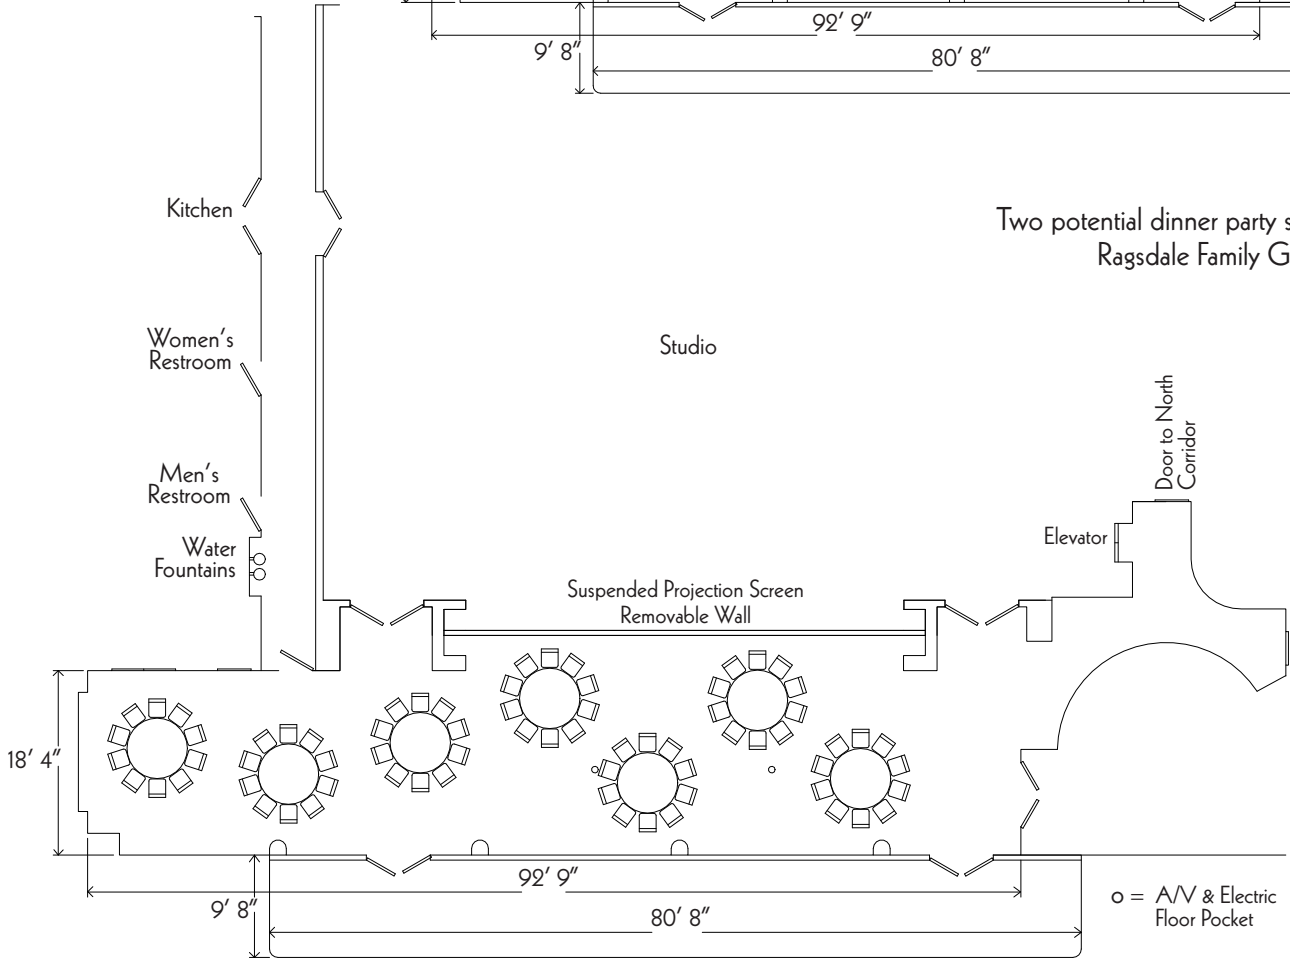 92' 9"
9' 8"
80' 8"
Kitchen
Two potential dinner party
Ragsdale Family
Women's
Restroom
Studio
Door to North
Corridor
Men's
Restroom
Elevator
Water
Fountains
Suspended Projection Screen
Removable Wall
18' 4"
92' 9"
9' 8"
80' 8"
o = A/V & Electric
Floor Pocket